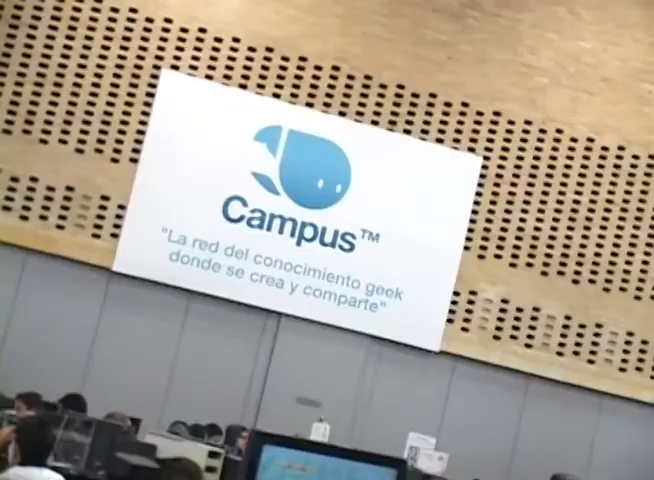 Campus™
"La red del conocimiento geek
donde se crea y comparte"